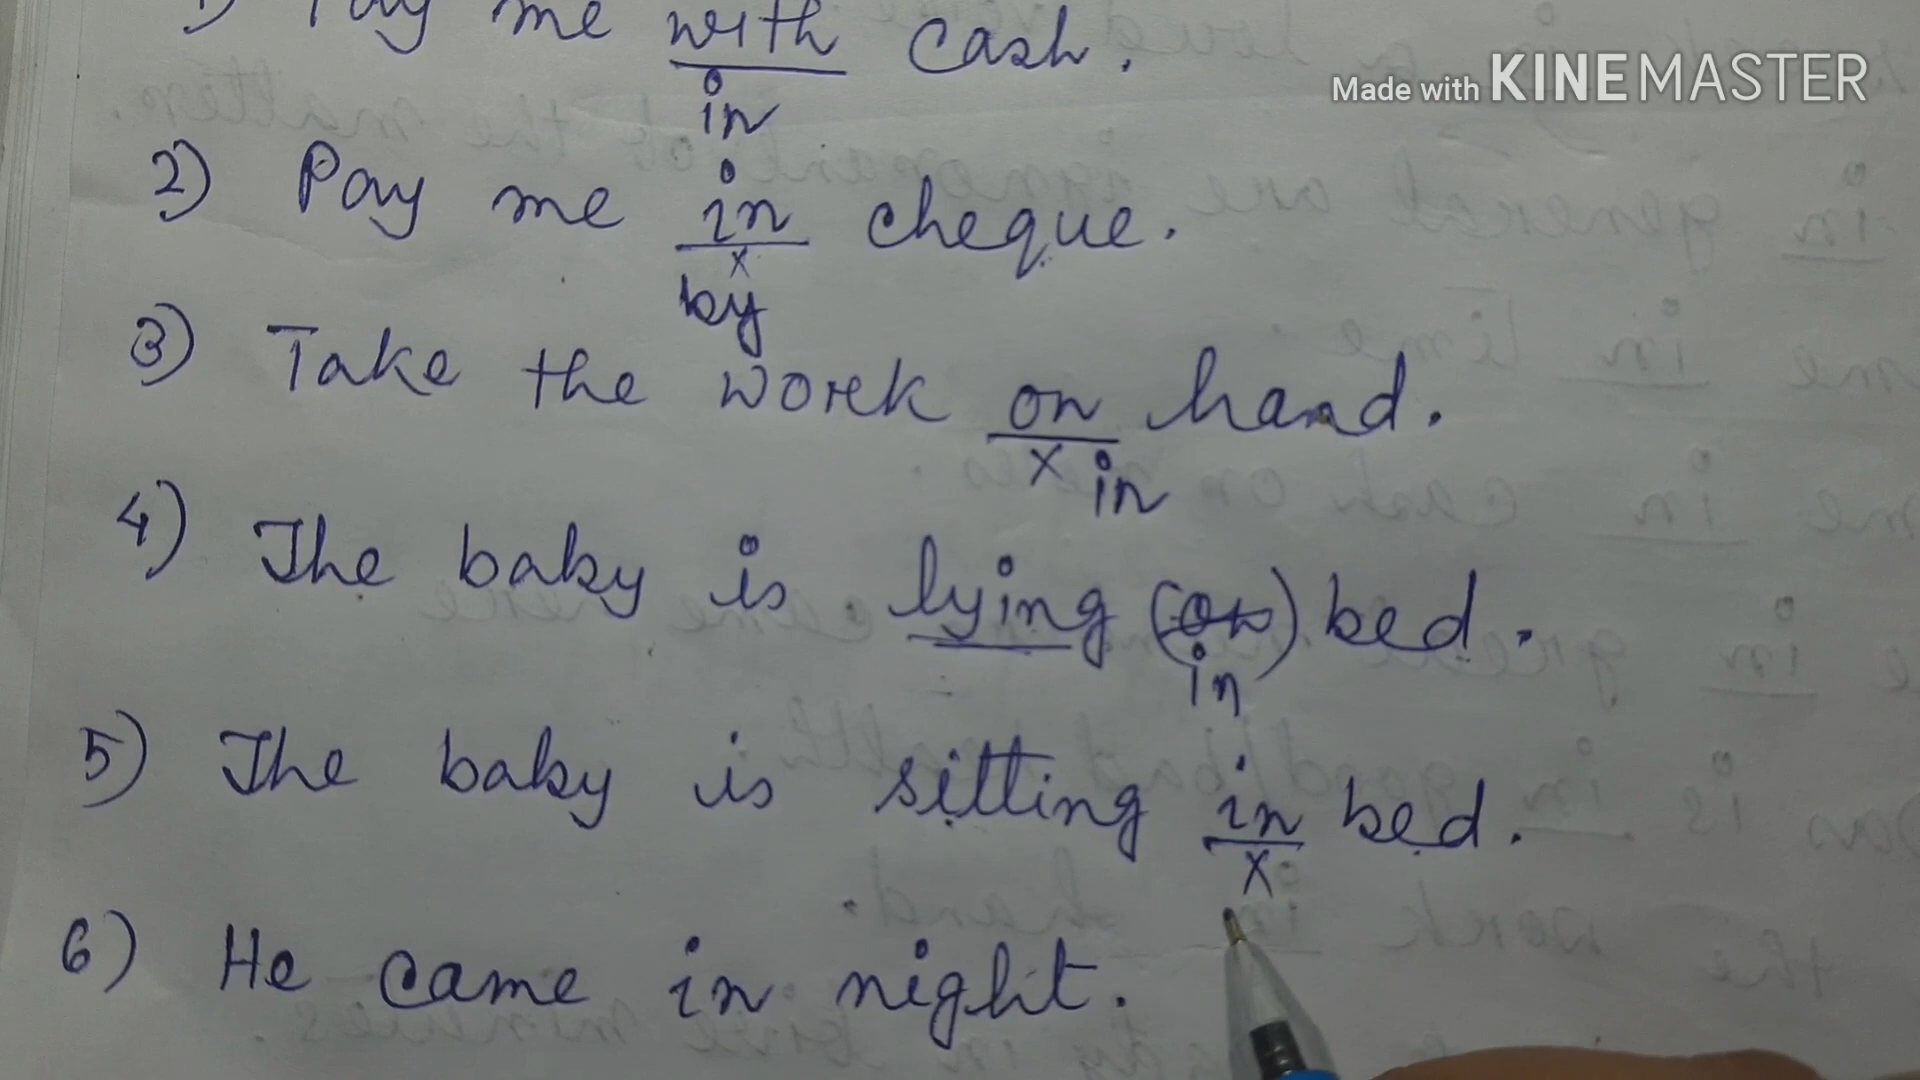 1) Pay me with cash.
in
Made with KINEMASTER
2) Pay me in cheque.
x
by
3) Take the work on hand.
x in
4) The baby is lying (on) bed.
in
5) The baby is sitting in bed.
x
6) He came in night.